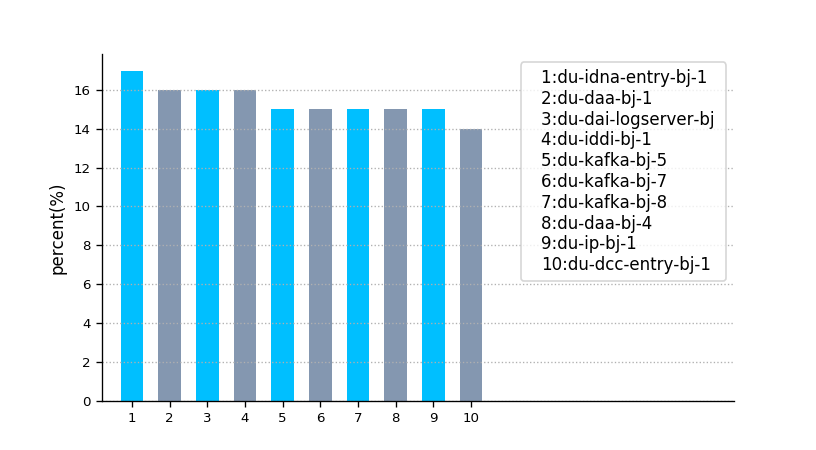 percent(%)
16
14
12
10
8
6
4
2
0
1 2 3 4 5 6 7 8 9 10
1:du-idna-entry-bj-1
2:du-daa-bj-1
3:du-dai-logserver-bj
4:du-iddi-bj-1
5:du-kafka-bj-5
6:du-kafka-bj-7
7:du-kafka-bj-8
8:du-daa-bj-4
9:du-ip-bj-1
10:du-dcc-entry-bj-1